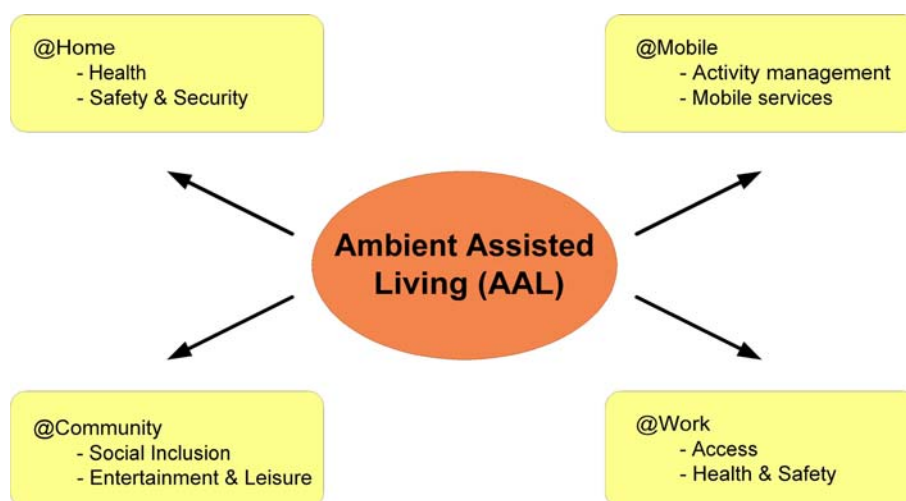 @Home
- Health
- Safety & Security
@Mobile
- Activity management
- Mobile services
Ambient Assisted
Living (AAL)
@Community
- Social Inclusion
- Entertainment & Leisure
@Work
- Access
- Health & Safety